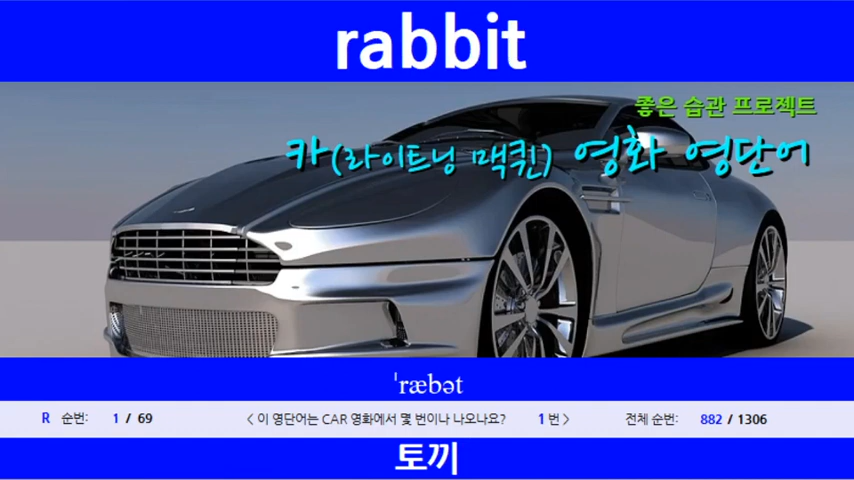 rabbit
좋은 습관 프로젝트
카(라이트닝 맥퀸) 영화 영단어
ˈræbət
R 순번: 1 / 69 < 이 영단어는 CAR 영화에서 몇 번이나 나오나요? 1 번 > 전체 순번: 882 / 1306
토끼